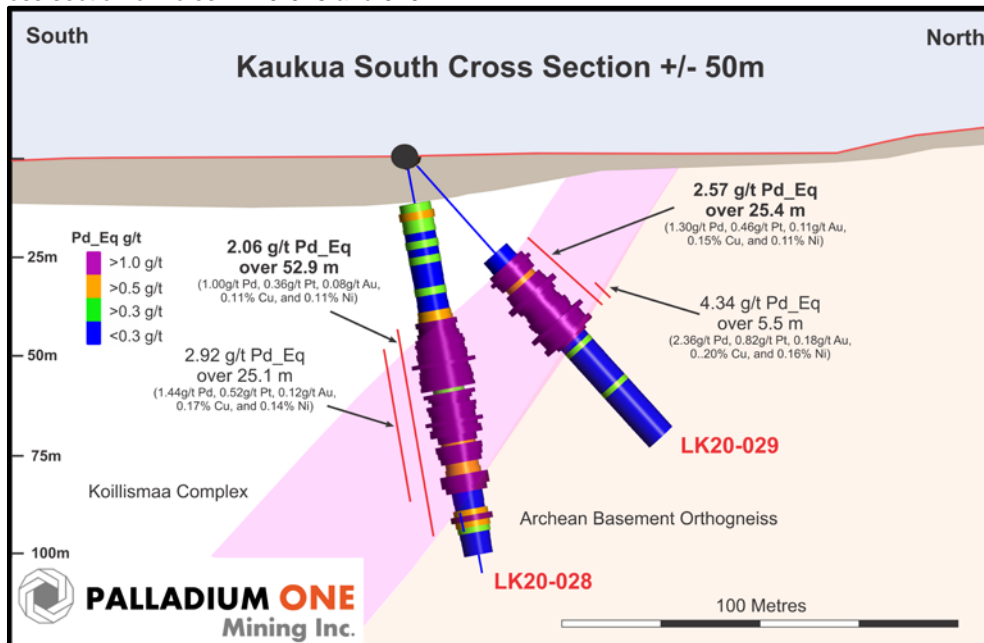 South
North
Kaukua South Cross Section +/- 50m
2.57 g/t Pd_Eq
over 25.4 m
(1.30g/t Pd, 0.46g/t Pt, 0.11g/t Au,
0.15% Cu, and 0.11% Ni)
Pd_Eq g/t
>1.0 g/t
>0.5 g/t
>0.3 g/t
<0.3 g/t
25m
50m
75m
100m
2.06 g/t Pd_Eq
over 52.9 m
(1.00g/t Pd, 0.36g/t Pt, 0.08g/t Au,
0.11% Cu, and 0.11% Ni)
4.34 g/t Pd_Eq
over 5.5 m
(2.36g/t Pd, 0.82g/t Pt, 0.18g/t Au,
0..20% Cu, and 0.16% Ni)
2.92 g/t Pd_Eq
over 25.1 m
(1.44g/t Pd, 0.52g/t Pt, 0.12g/t Au,
0.17% Cu, and 0.14% Ni)
LK20-029
Koillismaa Complex
Archean Basement Orthogneiss
LK20-028
PALLADIUM ONE
Mining Inc.
100 Metres